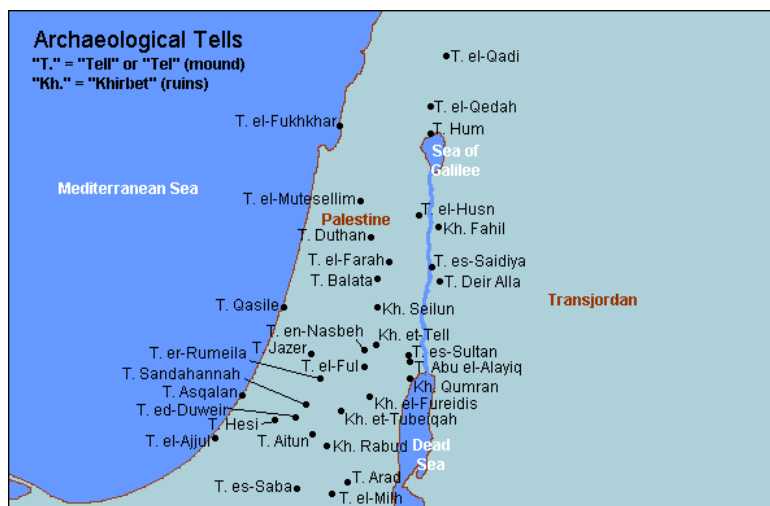 Archaeological Tells
"T." = "Tell" or "Tel" (mound)
"Kh." = "Khirbet" (ruins)
T. el-Qadi
T. el-Qedah
T. el-Fukhkhar
T. Hum
Sea of
Galilee
Mediterranean Sea
T. el-Mutesellim
Palestine
T. el-Husn
Kh. Fahil
T. Duthan
T. el-Farah
T. es-Saidiya
T. Balata
T. Deir Alla
Transjordan
T. Qasile
Kh. Seilun
T. en-Nasbeh
Kh. et-Tell
T. Jazer
T. er-Rumeila
T. es-Sultan
T. el-Ful
T. Abu el-Alayiq
T. Sandahannah
Kh. Qumran
T. Asqalan
Kh. el-Fureidis
T. ed-Duweir
Kh. et-Tubeiqah
T. Hesi
T. el-Ajjul
T. Aitun
Kh. Rabud
Dead
Sea
T. Arad
T. es-Saba
T. el-Milh